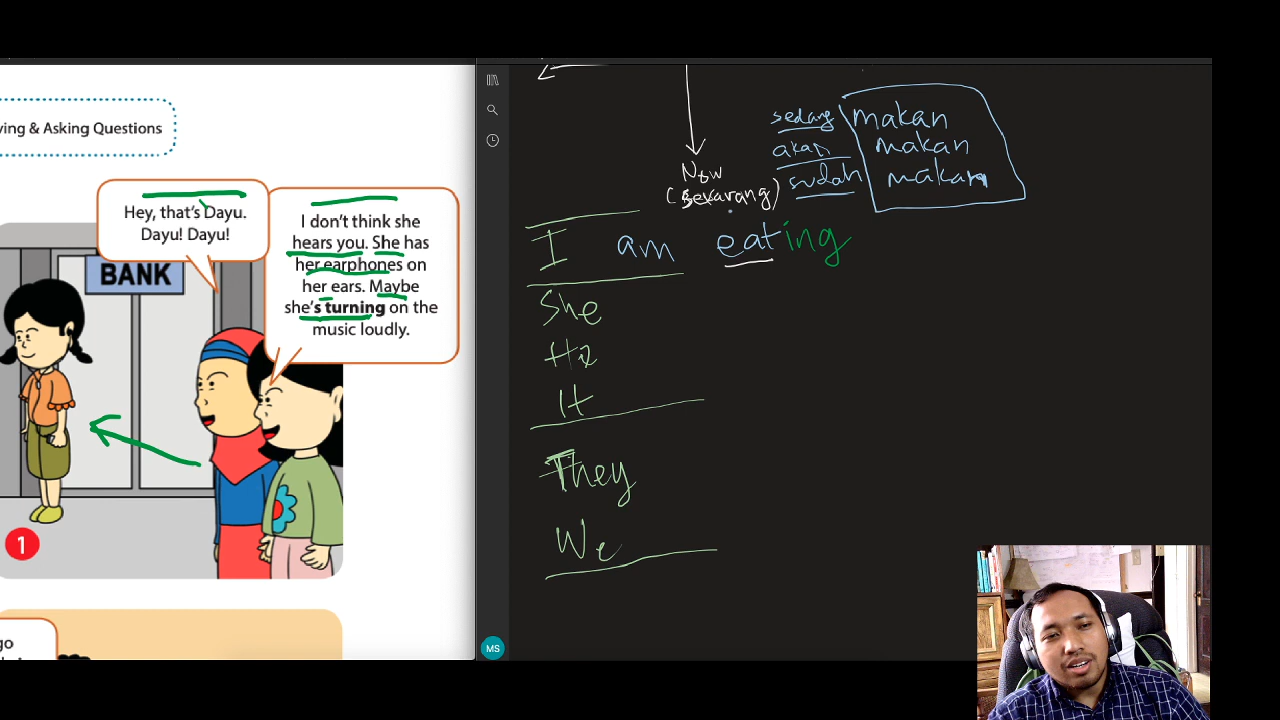 ving & Asking Questions
Hey, that's Dayu.
Dayu! Dayu!
I don't think she
hears you. She has
her earphones on
her ears. Maybe
she's turning on the
music loudly.
BANK
1
go
sedang makan
akan makan
sudah makan
Now
(sekarang)
I am eating
She
He
It
They
We
MS